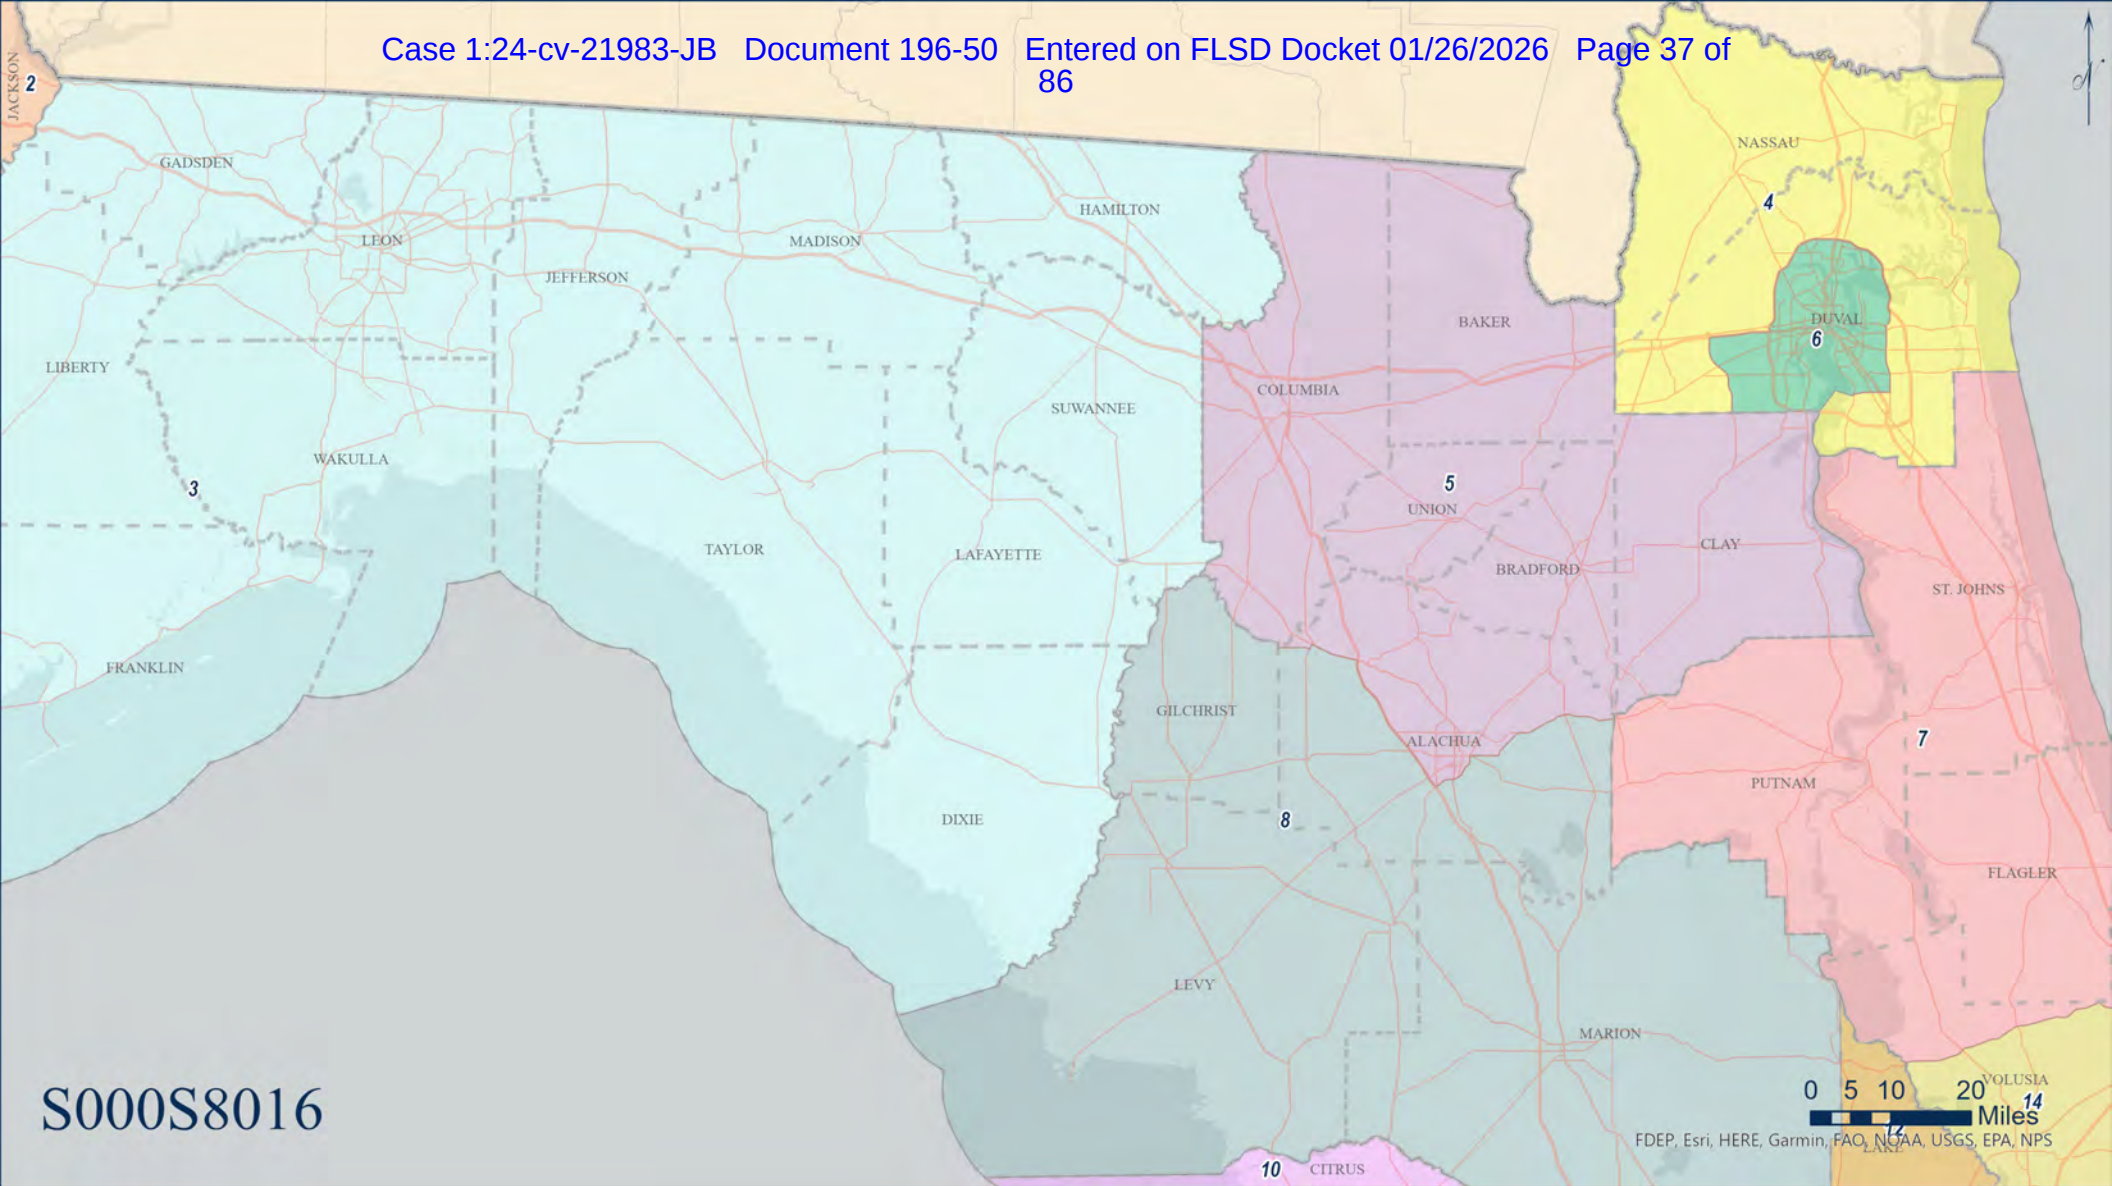 Case 1:24-cv-21983-JB Document 196-50 Entered on FLSD Docket 01/26/2026 Page 37 of
86
JACKSON
2
N
NASSAU
GADSDEN
4
HAMILTON
LEON
MADISON
JEFFERSON
BAKER
DUVAL
6
LIBERTY
COLUMBIA
SUWANNEE
WAKULLA
3
5
UNION
TAYLOR
LAFAYETTE
CLAY
BRADFORD
ST. JOHNS
FRANKLIN
GILCHRIST
ALACHUA
7
PUTNAM
DIXIE
8
FLAGLER
LEVY
MARION
S000S8016
0 5 10 20
Miles
VOLUSIA
14
12
FDEP, Esri, HERE, Garmin, FAO, NOAA, USGS, EPA, NPS
LAKE
10
CITRUS